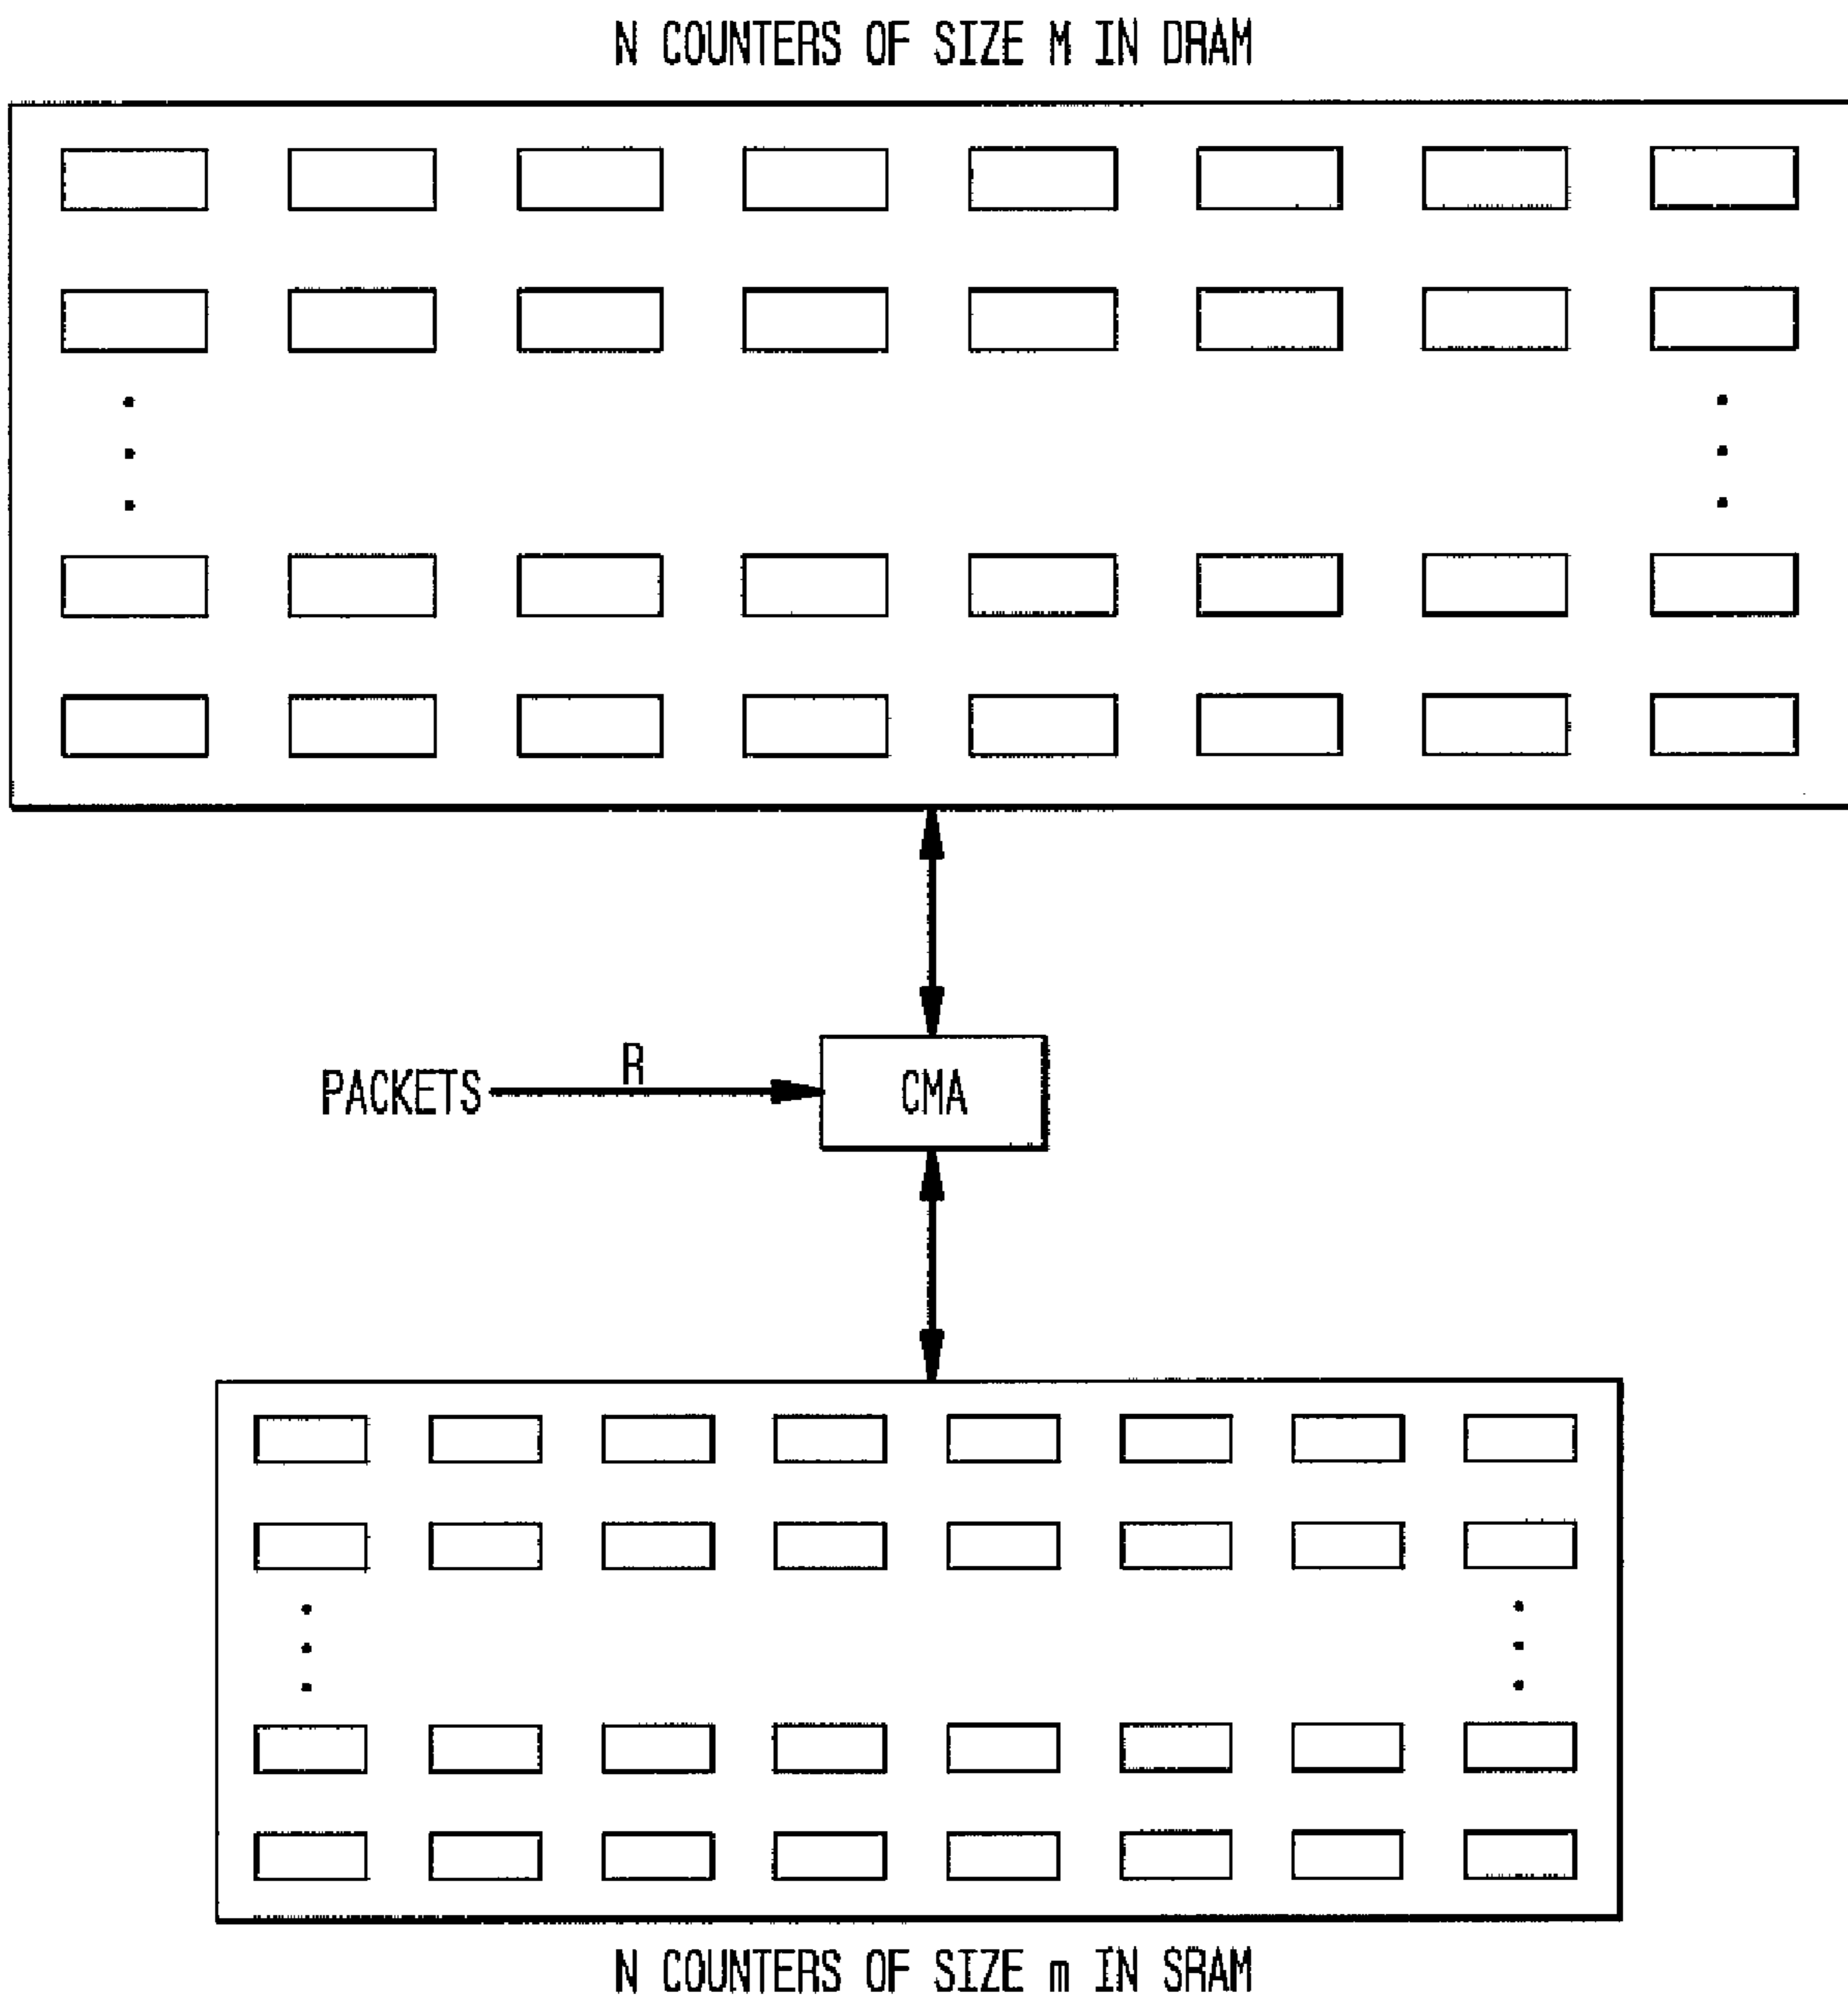 N COUNTERS OF SIZE M IN DRAM
R
PACKETS
CMA
N COUNTERS OF SIZE m IN SRAM